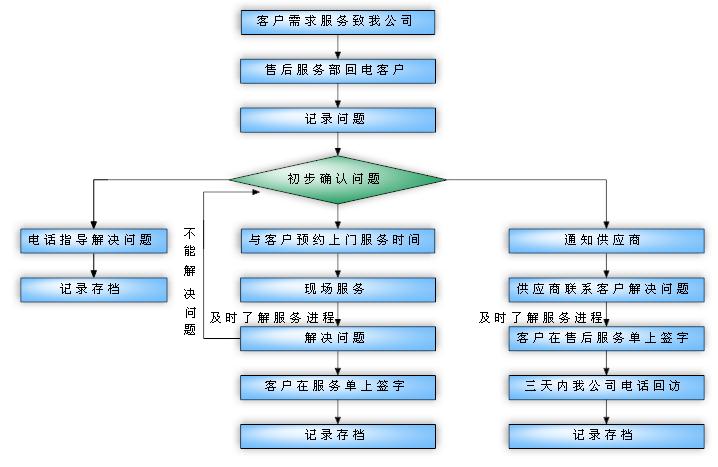 客户需求服务致我公司
售后服务部回电客户
记录问题
初步确认问题
电话指导解决问题
记录存档
不能解决问题
与客户预约上门服务时间
现场服务
及时了解服务进程
解决问题
客户在服务单上签字
记录存档
通知供应商
供应商联系客户解决问题
及时了解服务进程
客户在售后服务单上签字
三天内我公司电话回访
记录存档